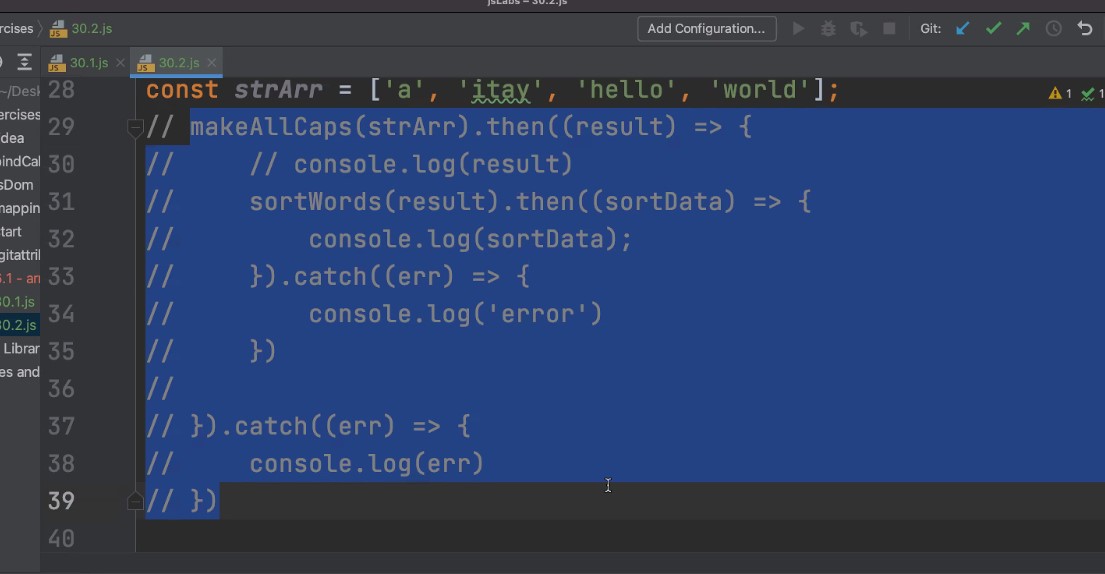 jsLabs – 30.2.js
rcises 30.2.js Add Configuration... Git:
30.1.js 30.2.js
~/Desk
ercises
idea
bindCal
sDom
mappin
tart
gitattril
5.1 - an
30.1.js
30.2.js
Librar
es and
1 1
28 const strArr = ['a', 'itay', 'hello', 'world'];
29 // makeAllCaps(strArr).then((result) => {
30 //     // console.log(result)
31 //     sortWords(result).then((sortData) => {
32 //         console.log(sortData);
33 //     }).catch((err) => {
34 //         console.log('error')
35 //     })
36 //
37 // }).catch((err) => {
38 //     console.log(err)
39 // })
40